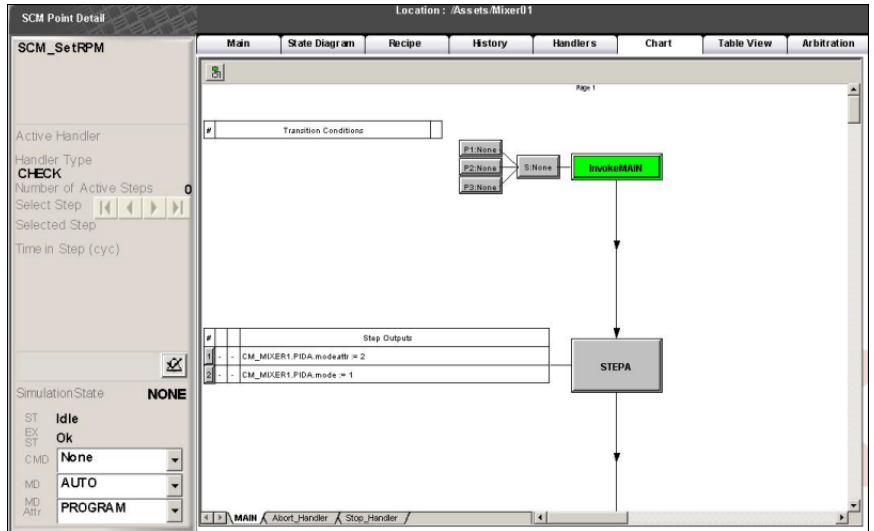 SCM Point Detail
Location : /Assets/Mixer01
SCM_SetRPM
Main State Diagram Recipe History Handlers Chart Table View Arbitration
Page 1
Active Handler
Handler Type
CHECK
Number of Active Steps 0
Select Step
Selected Step
Time in Step (cyc)
# Transition Conditions
P1:None
P2:None
P3:None
S:None
InvokeMAIN
# Step Outputs
1 - - CM_MIXER1.PIDA.modeattr := 2
2 - - CM_MIXER1.PIDA.mode := 1
STEPA
Simulation State NONE
ST Idle
EX ST Ok
CMD None
MD AUTO
MD Attr PROGRAM
MAIN Abort_Handler Stop_Handler